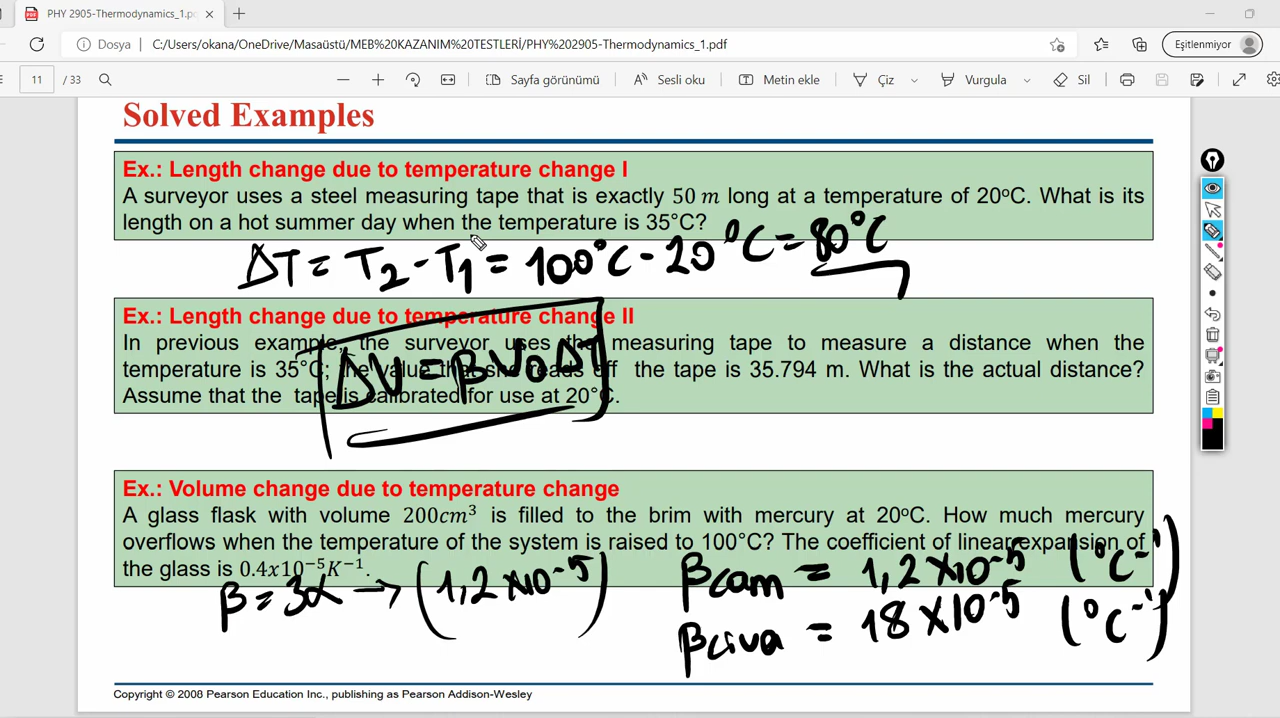 PHY 2905-Thermodynamics_1.p
Dosya
C:/Users/okana/OneDrive/Masaüstü/MEB%20KAZANIM%20TESTLERİ/PHY%202905-Thermodynamics_1.pdf
Eşitlenmiyor
11 / 33
Sayfa görünümü
Sesli oku
Metin ekle
Çiz
Vurgula
Sil
Solved Examples
Ex.: Length change due to temperature change I
A surveyor uses a steel measuring tape that is exactly 50 m long at a temperature of 20°C. What is its
length on a hot summer day when the temperature is 35°C?
ΔT = T2 - T1 = 100°C - 20°C = 80°C
Ex.: Length change due to temperature change II
In previous example, the surveyor uses the measuring tape to measure a distance when the
temperature is 35°C; the value that she reads off the tape is 35.794 m. What is the actual distance?
Assume that the tape is calibrated for use at 20°C.
ΔV = βV0 ΔT
Ex.: Volume change due to temperature change
A glass flask with volume 200cm³ is filled to the brim with mercury at 20°C. How much mercury
overflows when the temperature of the system is raised to 100°C? The coefficient of linear expansion of
the glass is 0.4x10⁻⁵K⁻¹.
β = 3α → (1,2 × 10⁻⁵)
βcam = 1,2 × 10⁻⁵ (°C⁻¹)
βciva = 18 × 10⁻⁵ (°C⁻¹)
Copyright © 2008 Pearson Education Inc., publishing as Pearson Addison-Wesley